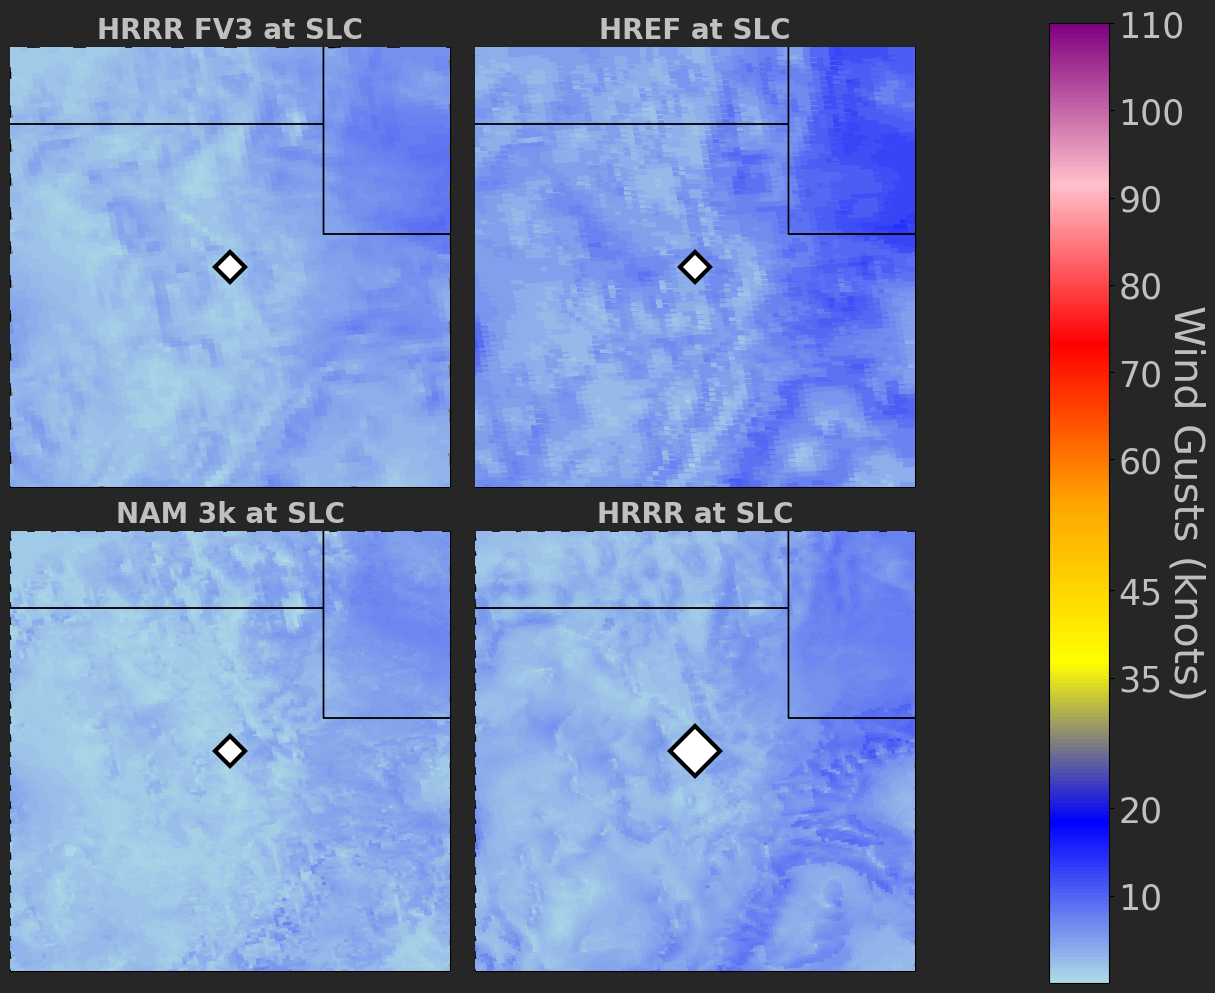 HRRR FV3 at SLC
HREF at SLC
NAM 3k at SLC
HRRR at SLC
110
100
90
80
70
60
45
35
20
10
Wind Gusts (knots)